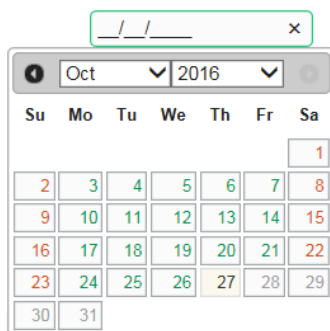 __/__/____ ×
Oct 2016
Su Mo Tu We Th Fr Sa
1
2 3 4 5 6 7 8
9 10 11 12 13 14 15
16 17 18 19 20 21 22
23 24 25 26 27 28 29
30 31